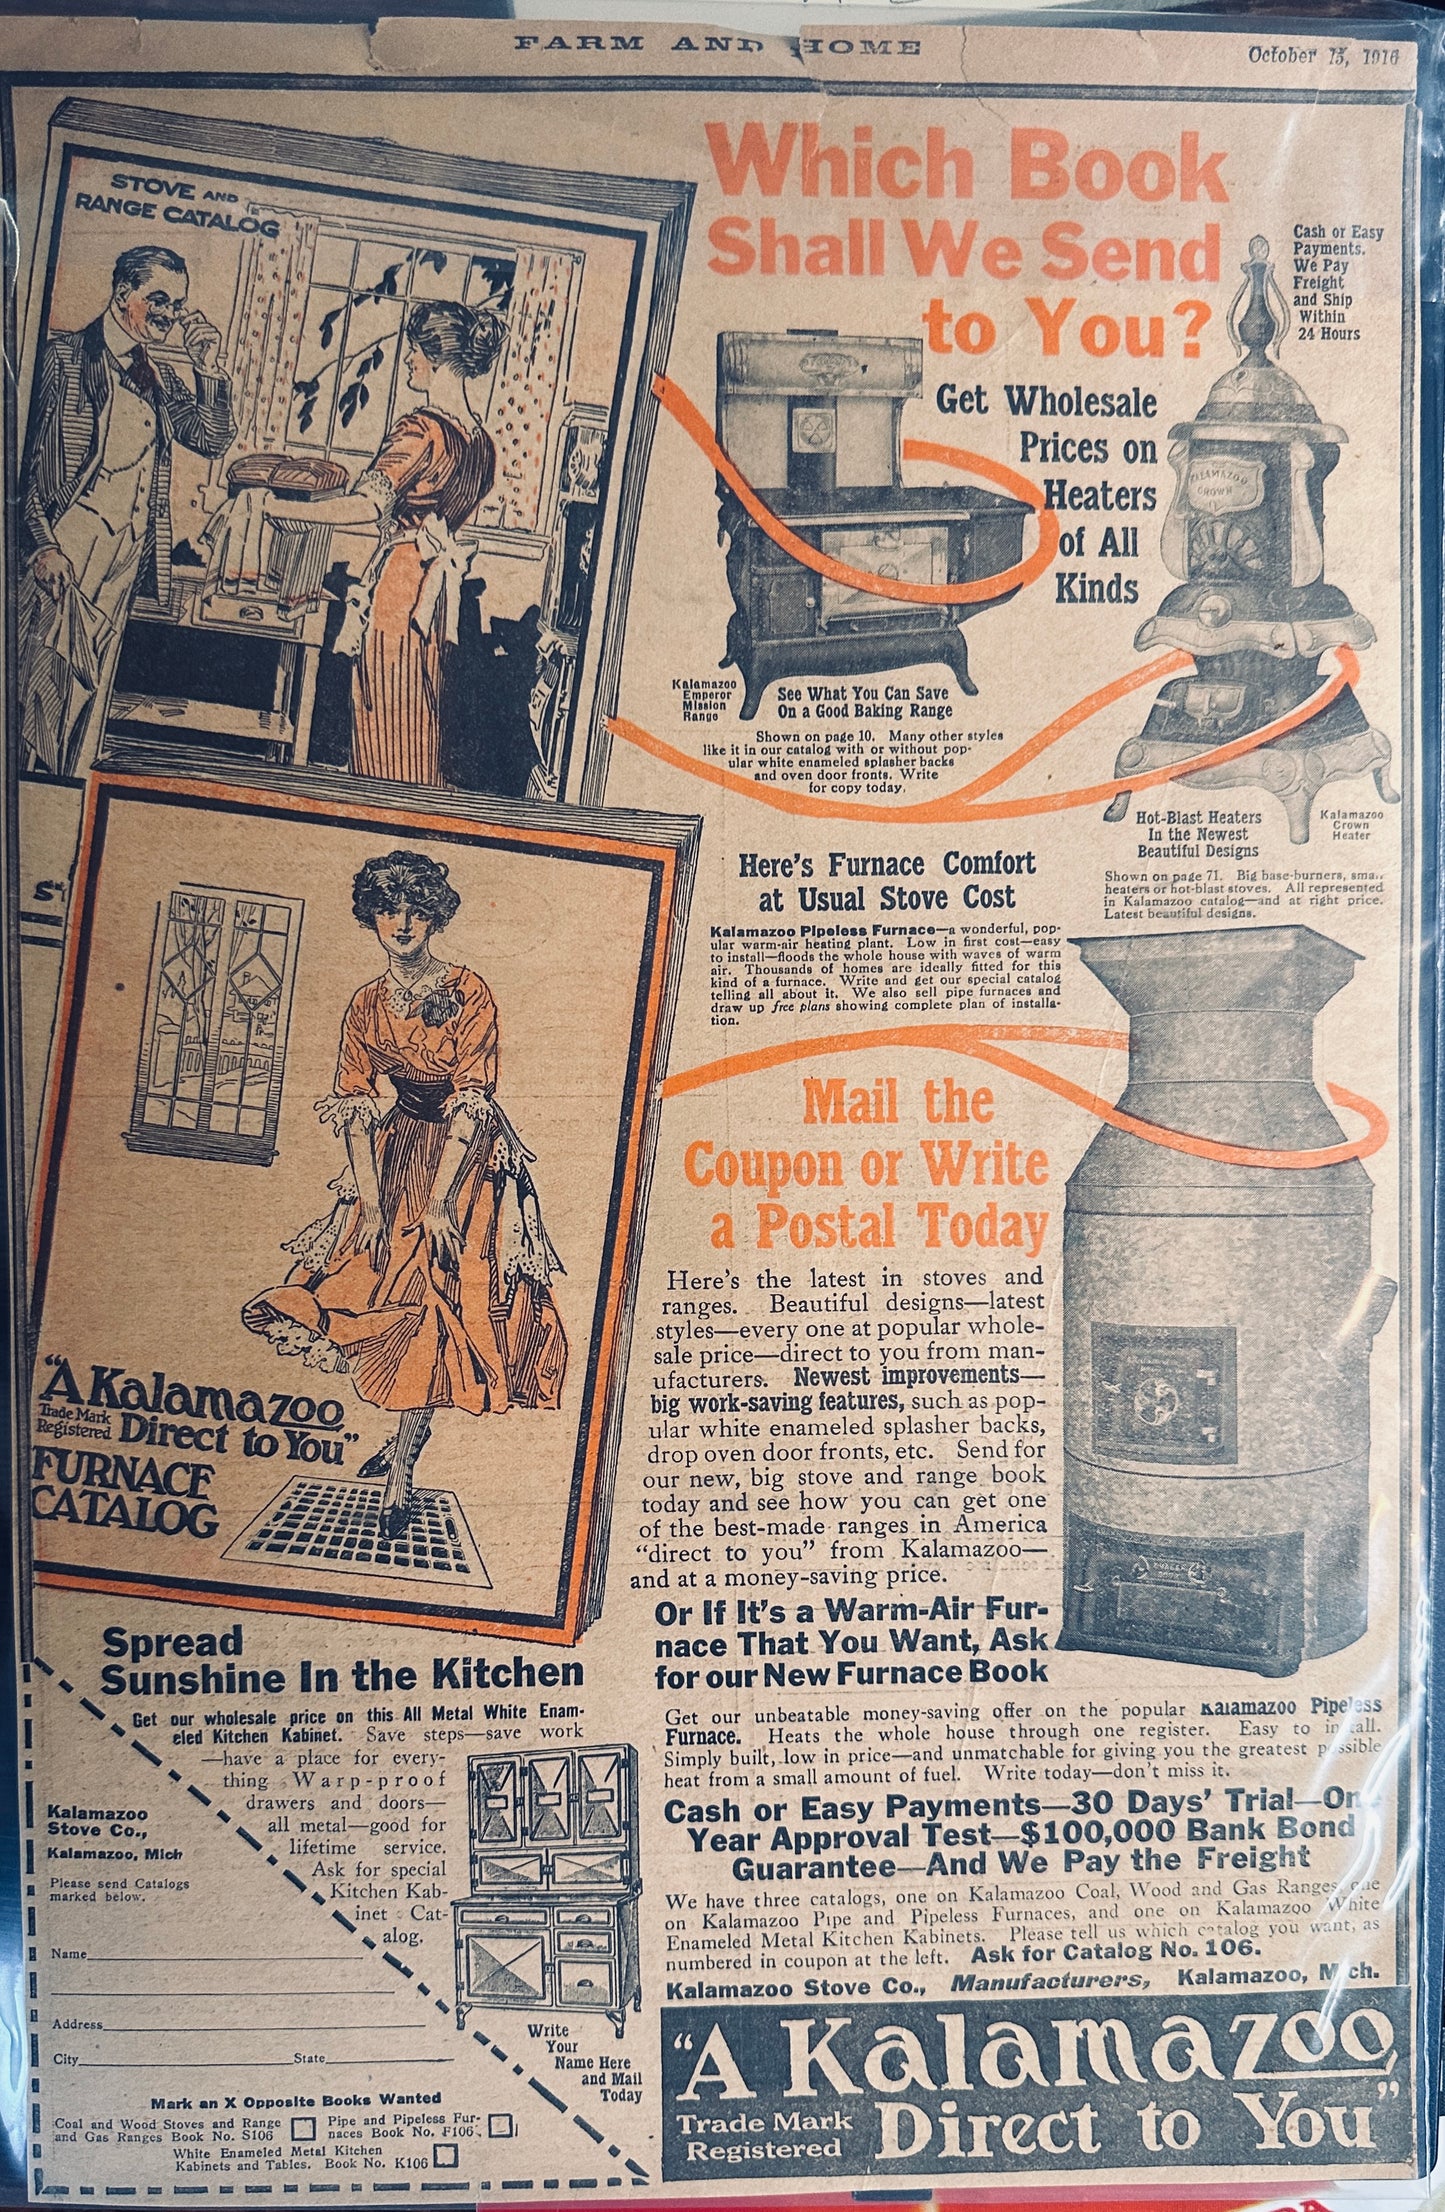 FARM AND HOME
October 15, 1916
STOVE AND
RANGE CATALOG
Which Book
Shall We Send
to You?
Cash or Easy
Payments.
We Pay
Freight
and Ship
Within
24 Hours
Get Wholesale
Prices on
Heaters
of All
Kinds
KALAMAZOO
CROWN
Kalamazoo
Emperor
Mission
Range
See What You Can Save
On a Good Baking Range
Shown on page 10. Many other styles
like it in our catalog with or without pop-
ular white enameled splasher backs
and oven door fronts. Write
for copy today.
Hot-Blast Heaters
In the Newest
Beautiful Designs
Kalamazoo
Crown
Heater
Shown on page 71. Big base-burners, small
heaters or hot-blast stoves. All represented
in Kalamazoo catalog—and at right price.
Latest beautiful designs.
Here's Furnace Comfort
at Usual Stove Cost
Kalamazoo Pipeless Furnace—a wonderful, pop-
ular warm-air heating plant. Low in first cost—easy
to install—floods the whole house with waves of warm
air. Thousands of homes are ideally fitted for this
kind of a furnace. Write and get our special catalog
telling all about it. We also sell pipe furnaces and
draw up free plans showing complete plan of installa-
tion.
Mail the
Coupon or Write
a Postal Today
Here's the latest in stoves and
ranges. Beautiful designs—latest
styles—every one at popular whole-
sale price—direct to you from man-
ufacturers. Newest improvements—
big work-saving features, such as pop-
ular white enameled splasher backs,
drop oven door fronts, etc. Send for
our new, big stove and range book
today and see how you can get one
of the best-made ranges in America
"direct to you" from Kalamazoo—
and at a money-saving price.
Or If It's a Warm-Air Fur-
nace That You Want, Ask
for our New Furnace Book
Get our unbeatable money-saving offer on the popular Kalamazoo Pipeless
Furnace. Heats the whole house through one register. Easy to install.
Simply built, low in price—and unmatchable for giving you the greatest possible
heat from a small amount of fuel. Write today—don't miss it.
Cash or Easy Payments—30 Days' Trial—One
Year Approval Test—$100,000 Bank Bond
Guarantee—And We Pay the Freight
We have three catalogs, one on Kalamazoo Coal, Wood and Gas Ranges, one
on Kalamazoo Pipe and Pipeless Furnaces, and one on Kalamazoo White
Enameled Metal Kitchen Kabinets. Please tell us which catalog you want, as
numbered in coupon at the left. Ask for Catalog No. 106.
Kalamazoo Stove Co., Manufacturers, Kalamazoo, Mich.
"A Kalamazoo
Trade Mark
Registered
Direct to You"
ST
"A Kalamazoo
Trade Mark
Registered
Direct to You"
FURNACE
CATALOG
Spread
Sunshine In the Kitchen
Get our wholesale price on this All Metal White Enam-
eled Kitchen Kabinet. Save steps—save work
—have a place for every-
thing Warp-proof
drawers and doors—
all metal—good for
lifetime service.
Ask for special
Kitchen Kab-
inet Cat-
alog.
Kalamazoo
Stove Co.,
Kalamazoo, Mich
Please send Catalogs
marked below.
Name
Address
City State
Write
Your
Name Here
and Mail
Today
Mark an X Opposite Books Wanted
Coal and Wood Stoves and Range
and Gas Ranges Book No. S106
Pipe and Pipeless Fur-
naces Book No. F106.
White Enameled Metal Kitchen
Kabinets and Tables. Book No. K106